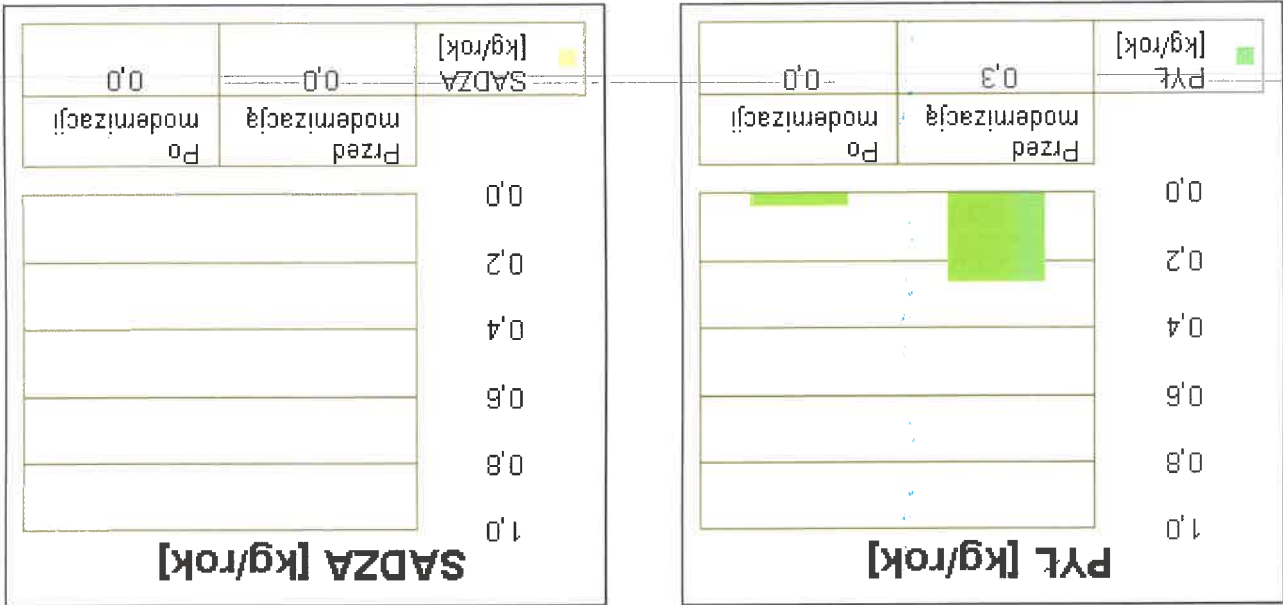 PYŁ [kg/rok]
1,0
0,8
0,6
0,4
0,2
0,0
Przed modernizacją
Po modernizacji
PYŁ [kg/rok]
0,3
0,0
SADZA [kg/rok]
1,0
0,8
0,6
0,4
0,2
0,0
Przed modernizacją
Po modernizacji
SADZA [kg/rok]
0,0
0,0